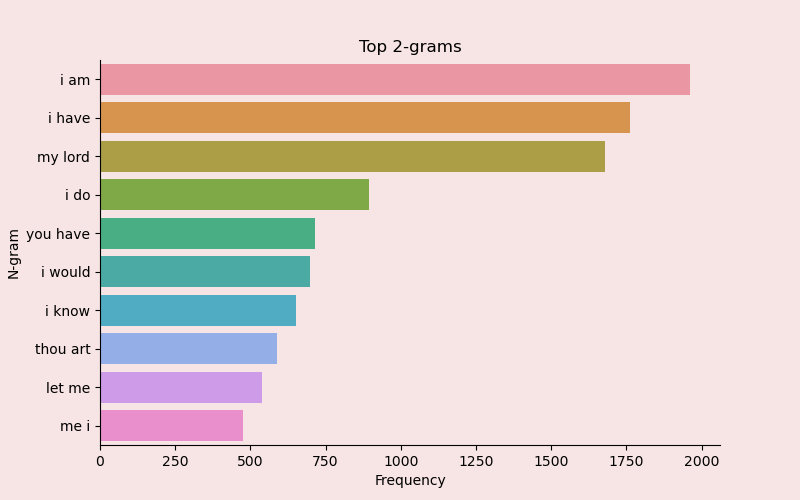 Top 2-grams
i am
i have
my lord
i do
you have
i would
i know
thou art
let me
me i
N-gram
0 250 500 750 1000 1250 1500 1750 2000
Frequency